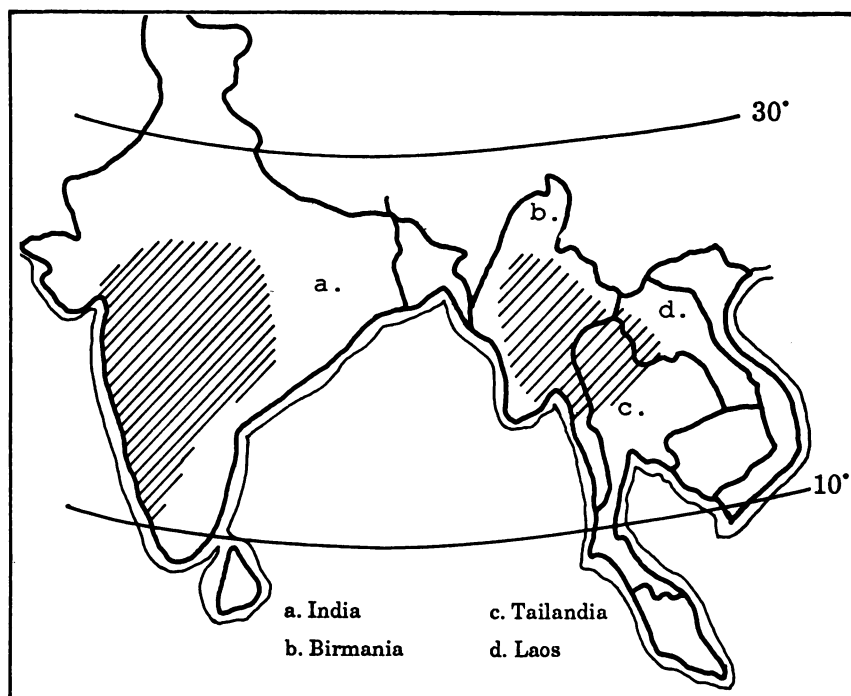 30°
b.
a.
d.
c.
10°
a. India
b. Birmania
c. Tailandia
d. Laos